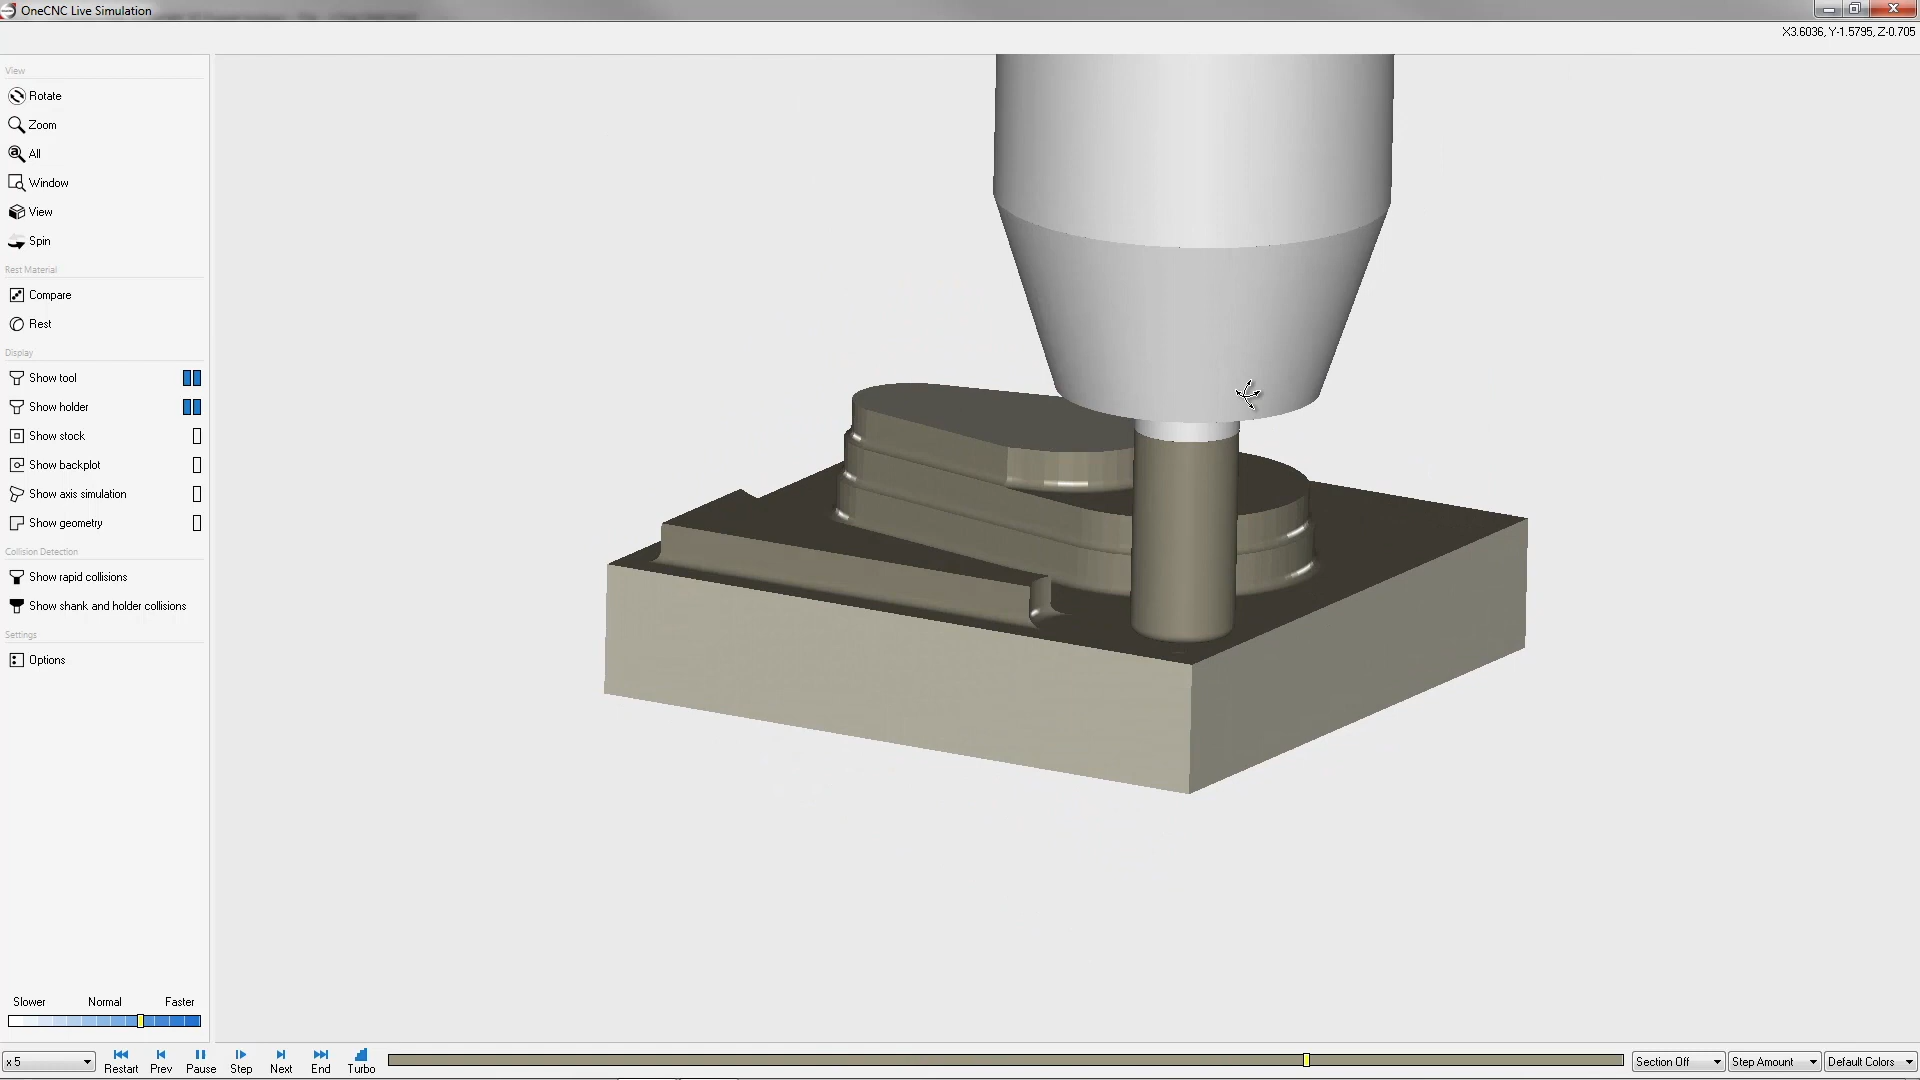 OneCNC Live Simulation
X3.6036, Y-1.5795, Z-0.705
View
Rotate
Zoom
All
Window
View
Spin
Rest Material
Compare
Rest
Display
Show tool
Show holder
Show stock
Show backplot
Show axis simulation
Show geometry
Collision Detection
Show rapid collisions
Show shank and holder collisions
Settings
Options
Slower Normal Faster
x 5 Restart Prev Pause Step Next End Turbo Section Off Step Amount Default Colors